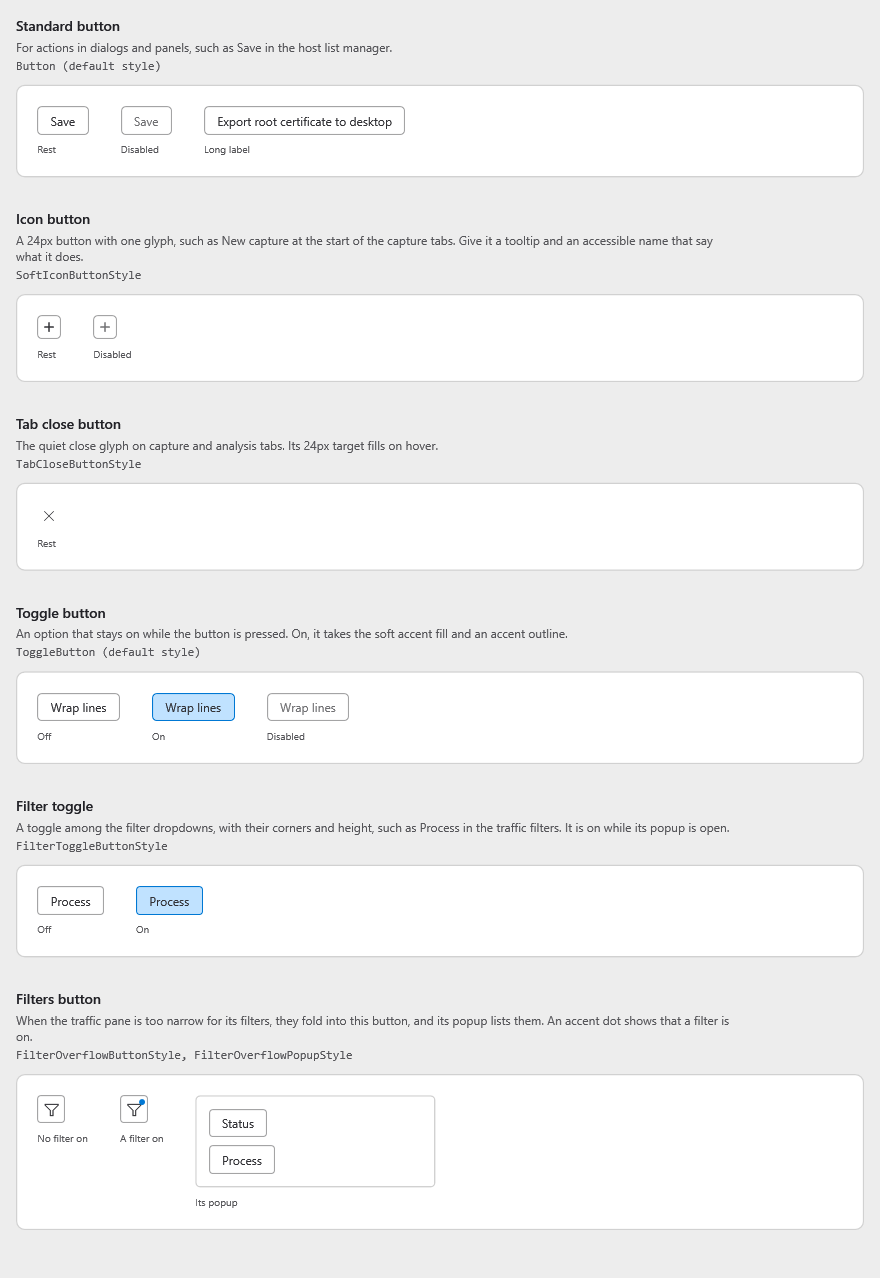 Standard button
For actions in dialogs and panels, such as Save in the host list manager.
Button (default style)
Save
Save
Export root certificate to desktop
Rest
Disabled
Long label
Icon button
A 24px button with one glyph, such as New capture at the start of the capture tabs. Give it a tooltip and an accessible name that say
what it does.
SoftIconButtonStyle
Rest
Disabled
Tab close button
The quiet close glyph on capture and analysis tabs. Its 24px target fills on hover.
TabCloseButtonStyle
Rest
Toggle button
An option that stays on while the button is pressed. On, it takes the soft accent fill and an accent outline.
ToggleButton (default style)
Wrap lines
Wrap lines
Wrap lines
Off
On
Disabled
Filter toggle
A toggle among the filter dropdowns, with their corners and height, such as Process in the traffic filters. It is on while its popup is open.
FilterToggleButtonStyle
Process
Process
Off
On
Filters button
When the traffic pane is too narrow for its filters, they fold into this button, and its popup lists them. An accent dot shows that a filter is
on.
FilterOverflowButtonStyle, FilterOverflowPopupStyle
Status
Process
No filter on
A filter on
Its popup